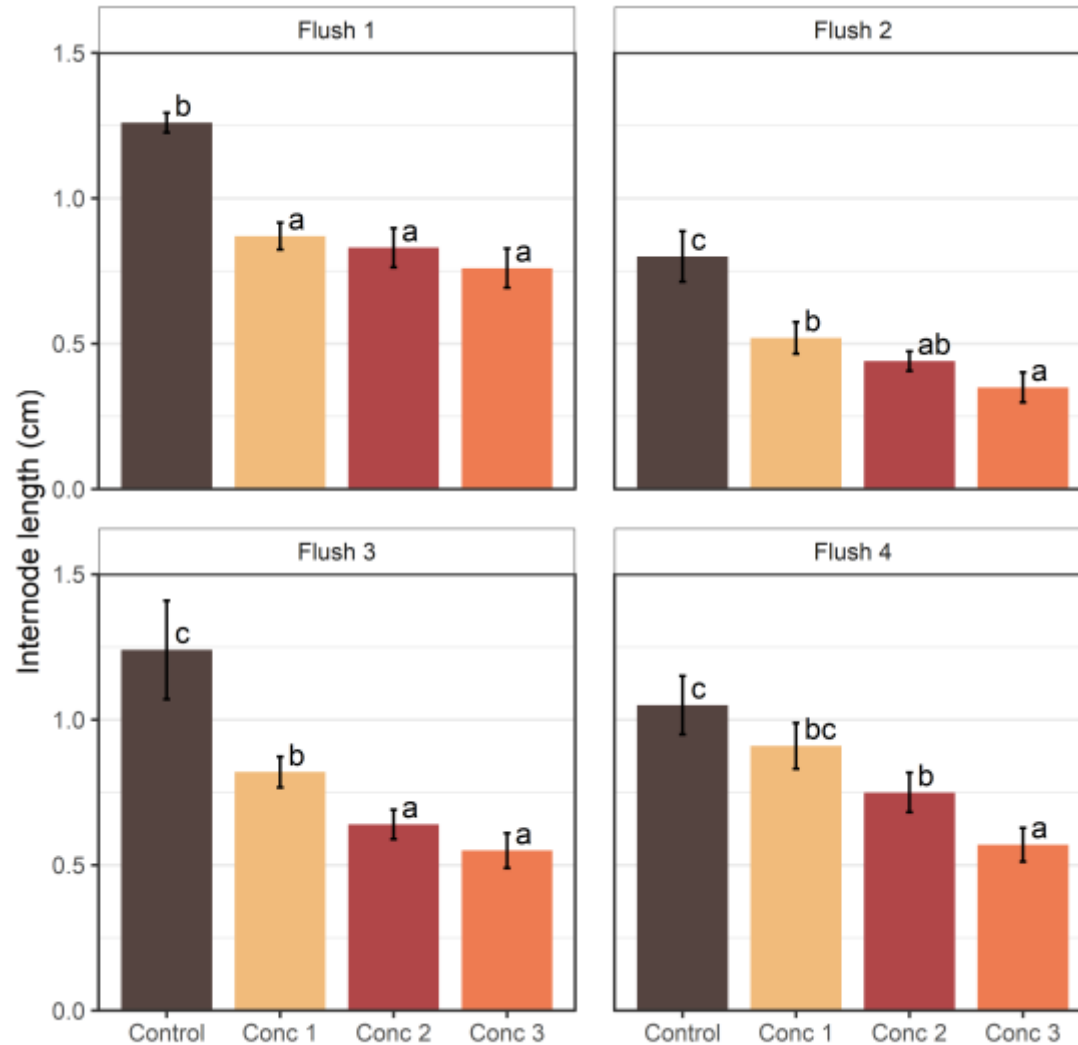 Flush 1
Flush 2
1.5
1.0
0.5
0.0
b
a
a
a
c
b
ab
a
Internode length (cm)
Flush 3
Flush 4
1.5
1.0
0.5
0.0
c
b
a
a
c
bc
b
a
Control Conc 1 Conc 2 Conc 3
Control Conc 1 Conc 2 Conc 3